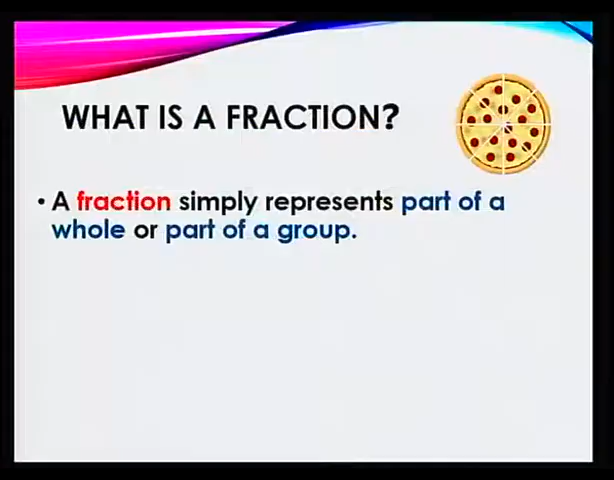 WHAT IS A FRACTION?
• A fraction simply represents part of a
whole or part of a group.